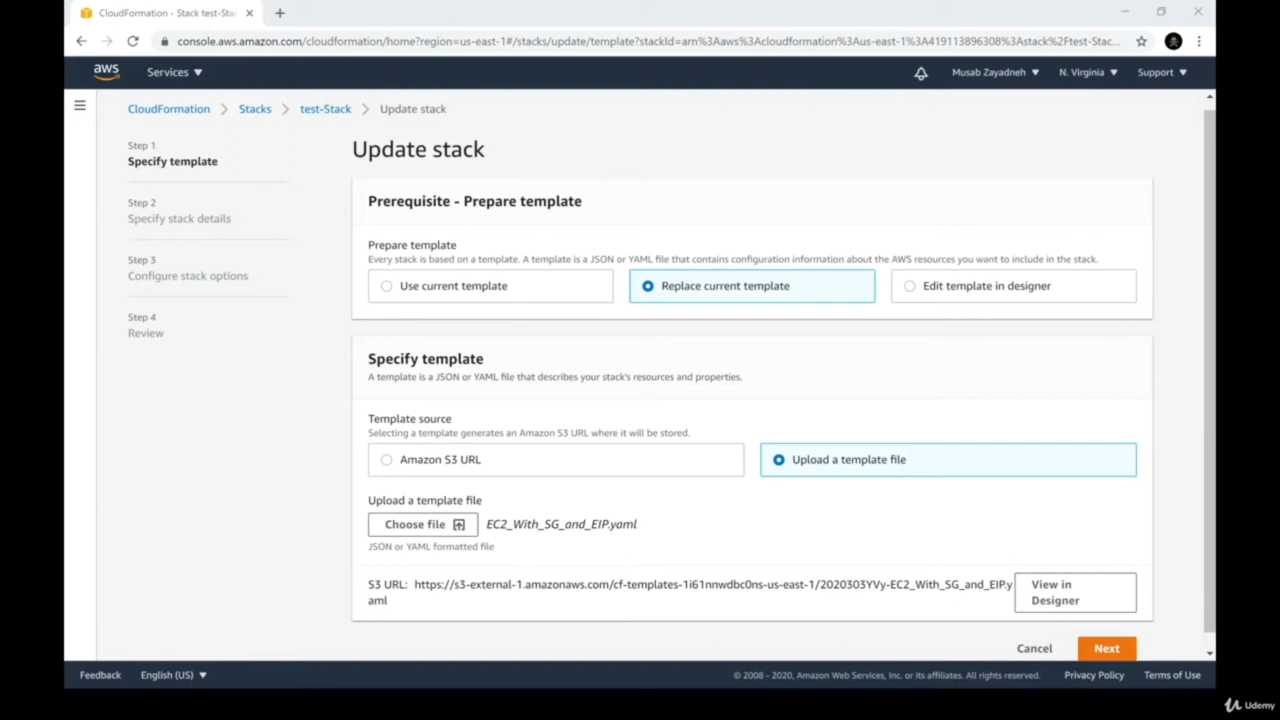 CloudFormation - Stack test-Sta
console.aws.amazon.com/cloudformation/home?region=us-east-1#/stacks/update/template?stackId=arn%3Aaws%3Acloudformation%3Aus-east-1%3A419113896308%3Astack%2Ftest-Stac...
aws Services Musab Zayadneh N. Virginia Support
CloudFormation Stacks test-Stack Update stack
Step 1
Specify template
Step 2
Specify stack details
Step 3
Configure stack options
Step 4
Review
Update stack
Prerequisite - Prepare template
Prepare template
Every stack is based on a template. A template is a JSON or YAML file that contains configuration information about the AWS resources you want to include in the stack.
Use current template Replace current template Edit template in designer
Specify template
A template is a JSON or YAML file that describes your stack's resources and properties.
Template source
Selecting a template generates an Amazon S3 URL where it will be stored.
Amazon S3 URL Upload a template file
Upload a template file
Choose file EC2_With_SG_and_EIP.yaml
JSON or YAML formatted file
S3 URL: https://s3-external-1.amazonaws.com/cf-templates-1i61nnwdbc0ns-us-east-1/2020303YVy-EC2_With_SG_and_EIP.y
aml
View in
Designer
Cancel Next
Feedback English (US) © 2008 - 2020, Amazon Web Services, Inc. or its affiliates. All rights reserved. Privacy Policy Terms of Use
Udemy